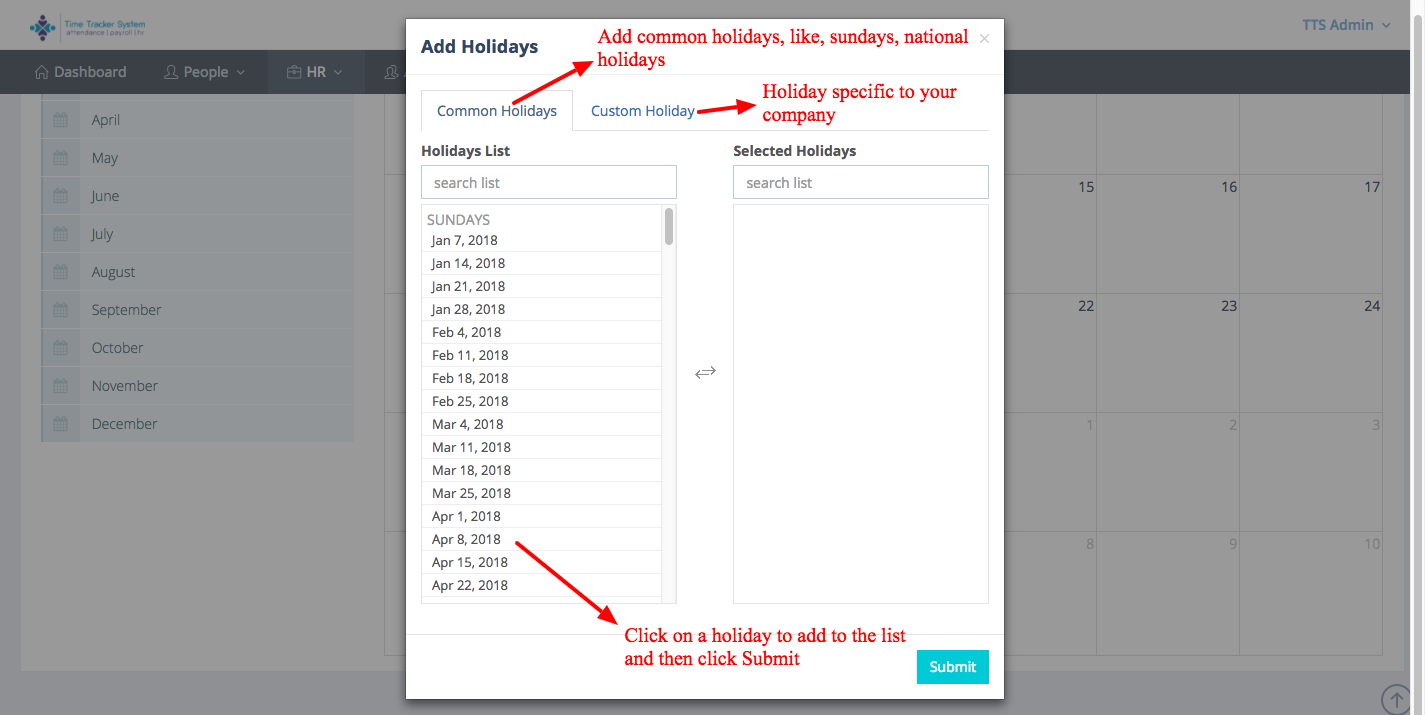 Time Tracker System
attendance | payroll | hr
TTS Admin
Dashboard
People
HR
April
May
June
July
August
September
October
November
December
15
16
17
22
23
24
1
2
3
8
9
10
Add Holidays
×
Add common holidays, like, sundays, national
holidays
Common Holidays
Custom Holiday
Holiday specific to your
company
Holidays List
search list
SUNDAYS
Jan 7, 2018
Jan 14, 2018
Jan 21, 2018
Jan 28, 2018
Feb 4, 2018
Feb 11, 2018
Feb 18, 2018
Feb 25, 2018
Mar 4, 2018
Mar 11, 2018
Mar 18, 2018
Mar 25, 2018
Apr 1, 2018
Apr 8, 2018
Apr 15, 2018
Apr 22, 2018
Selected Holidays
search list
Click on a holiday to add to the list
and then click Submit
Submit